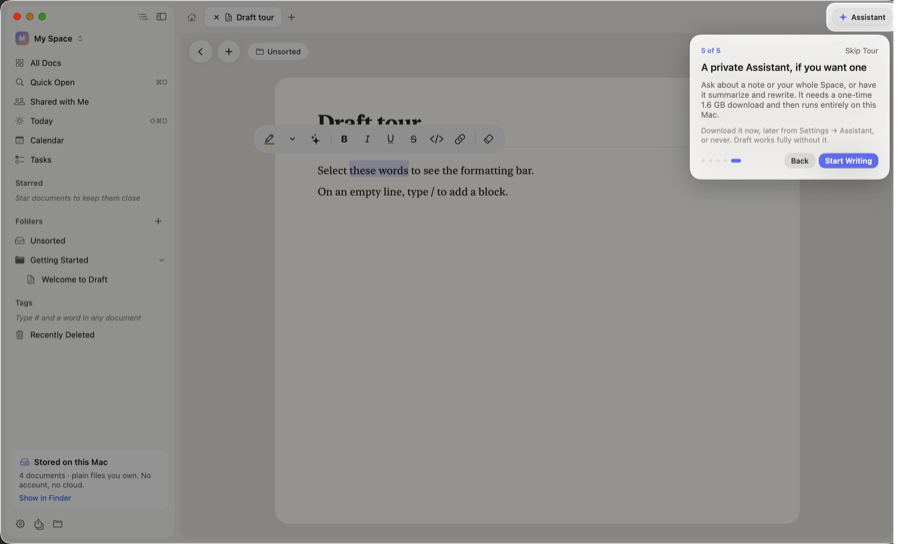 Draft tour
Assistant
My Space
All Docs
Quick Open ⌘O
Shared with Me
Today ⇧⌘D
Calendar
Tasks
Starred
Star documents to keep them close
Folders
Unsorted
Getting Started
Welcome to Draft
Tags
Type # and a word in any document
Recently Deleted
Stored on this Mac
4 documents · plain files you own. No
account, no cloud.
Show in Finder
Unsorted
Draft tour
B I U S </>
Select these words to see the formatting bar.
On an empty line, type / to add a block.
5 of 5 Skip Tour
A private Assistant, if you want one
Ask about a note or your whole Space, or have
it summarize and rewrite. It needs a one-time
1.6 GB download and then runs entirely on this
Mac.
Download it now, later from Settings → Assistant,
or never. Draft works fully without it.
Back Start Writing